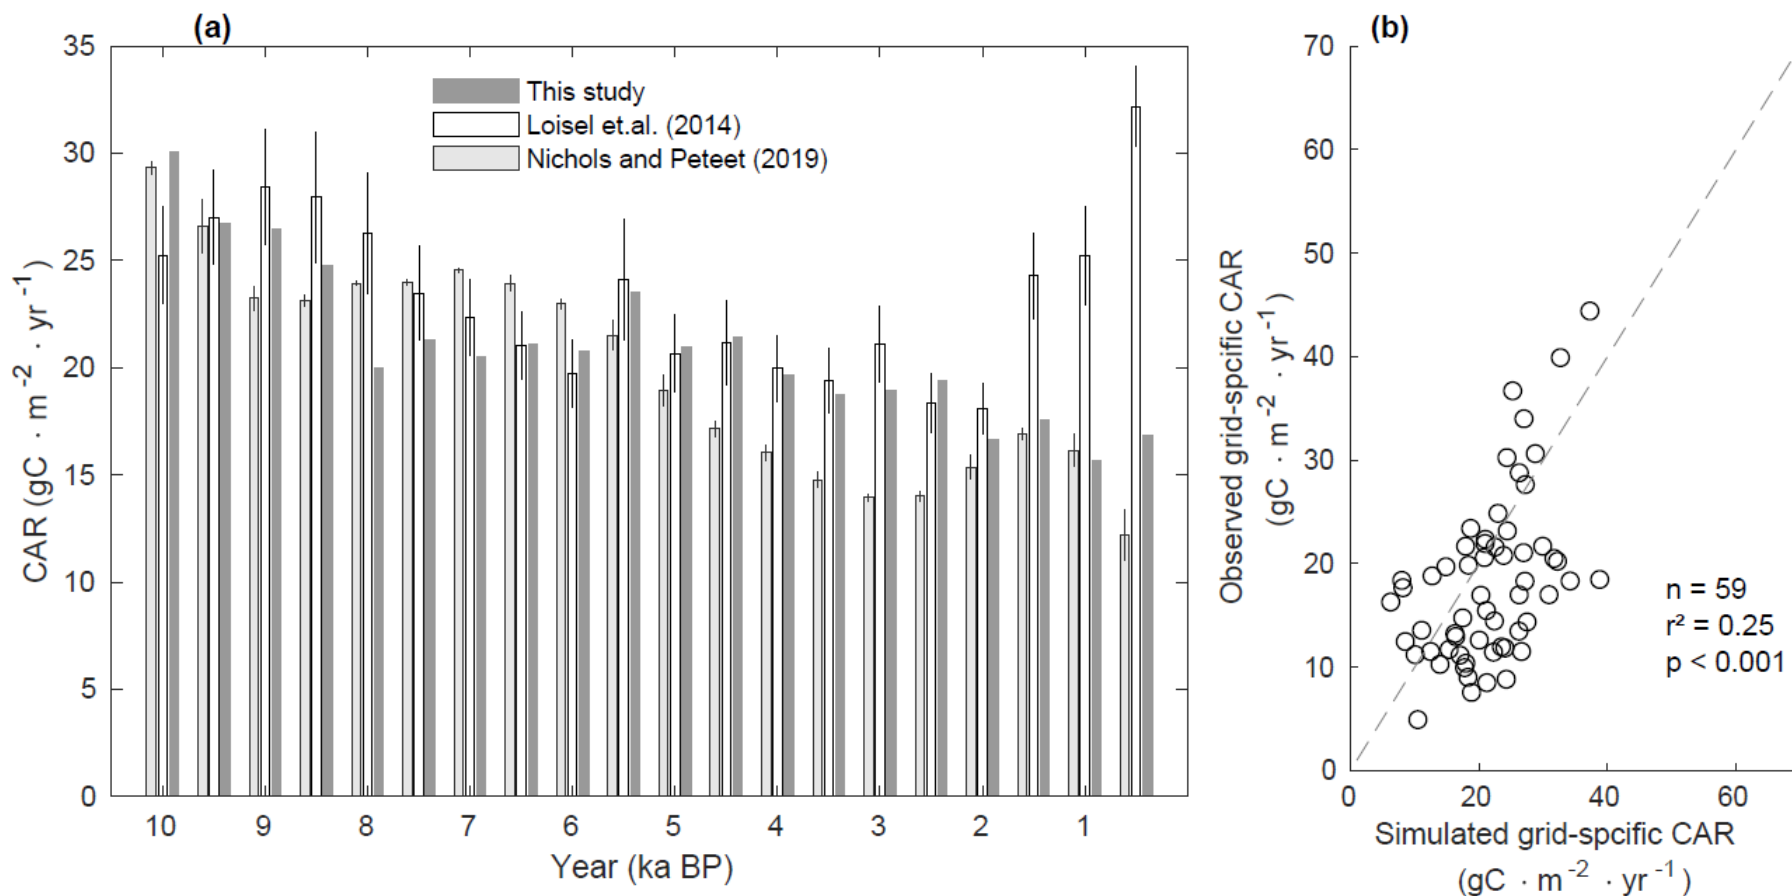 (a)
35
30
25
20
15
10
5
0
CAR (gC · m⁻² · yr⁻¹)
This study
Loisel et.al. (2014)
Nichols and Peteet (2019)
10 9 8 7 6 5 4 3 2 1
Year (ka BP)
(b)
70
60
50
40
30
20
10
0
Observed grid-spcific CAR
(gC · m⁻² · yr⁻¹)
n = 59
r² = 0.25
p < 0.001
0 20 40 60
Simulated grid-spcific CAR
(gC · m⁻² · yr⁻¹)